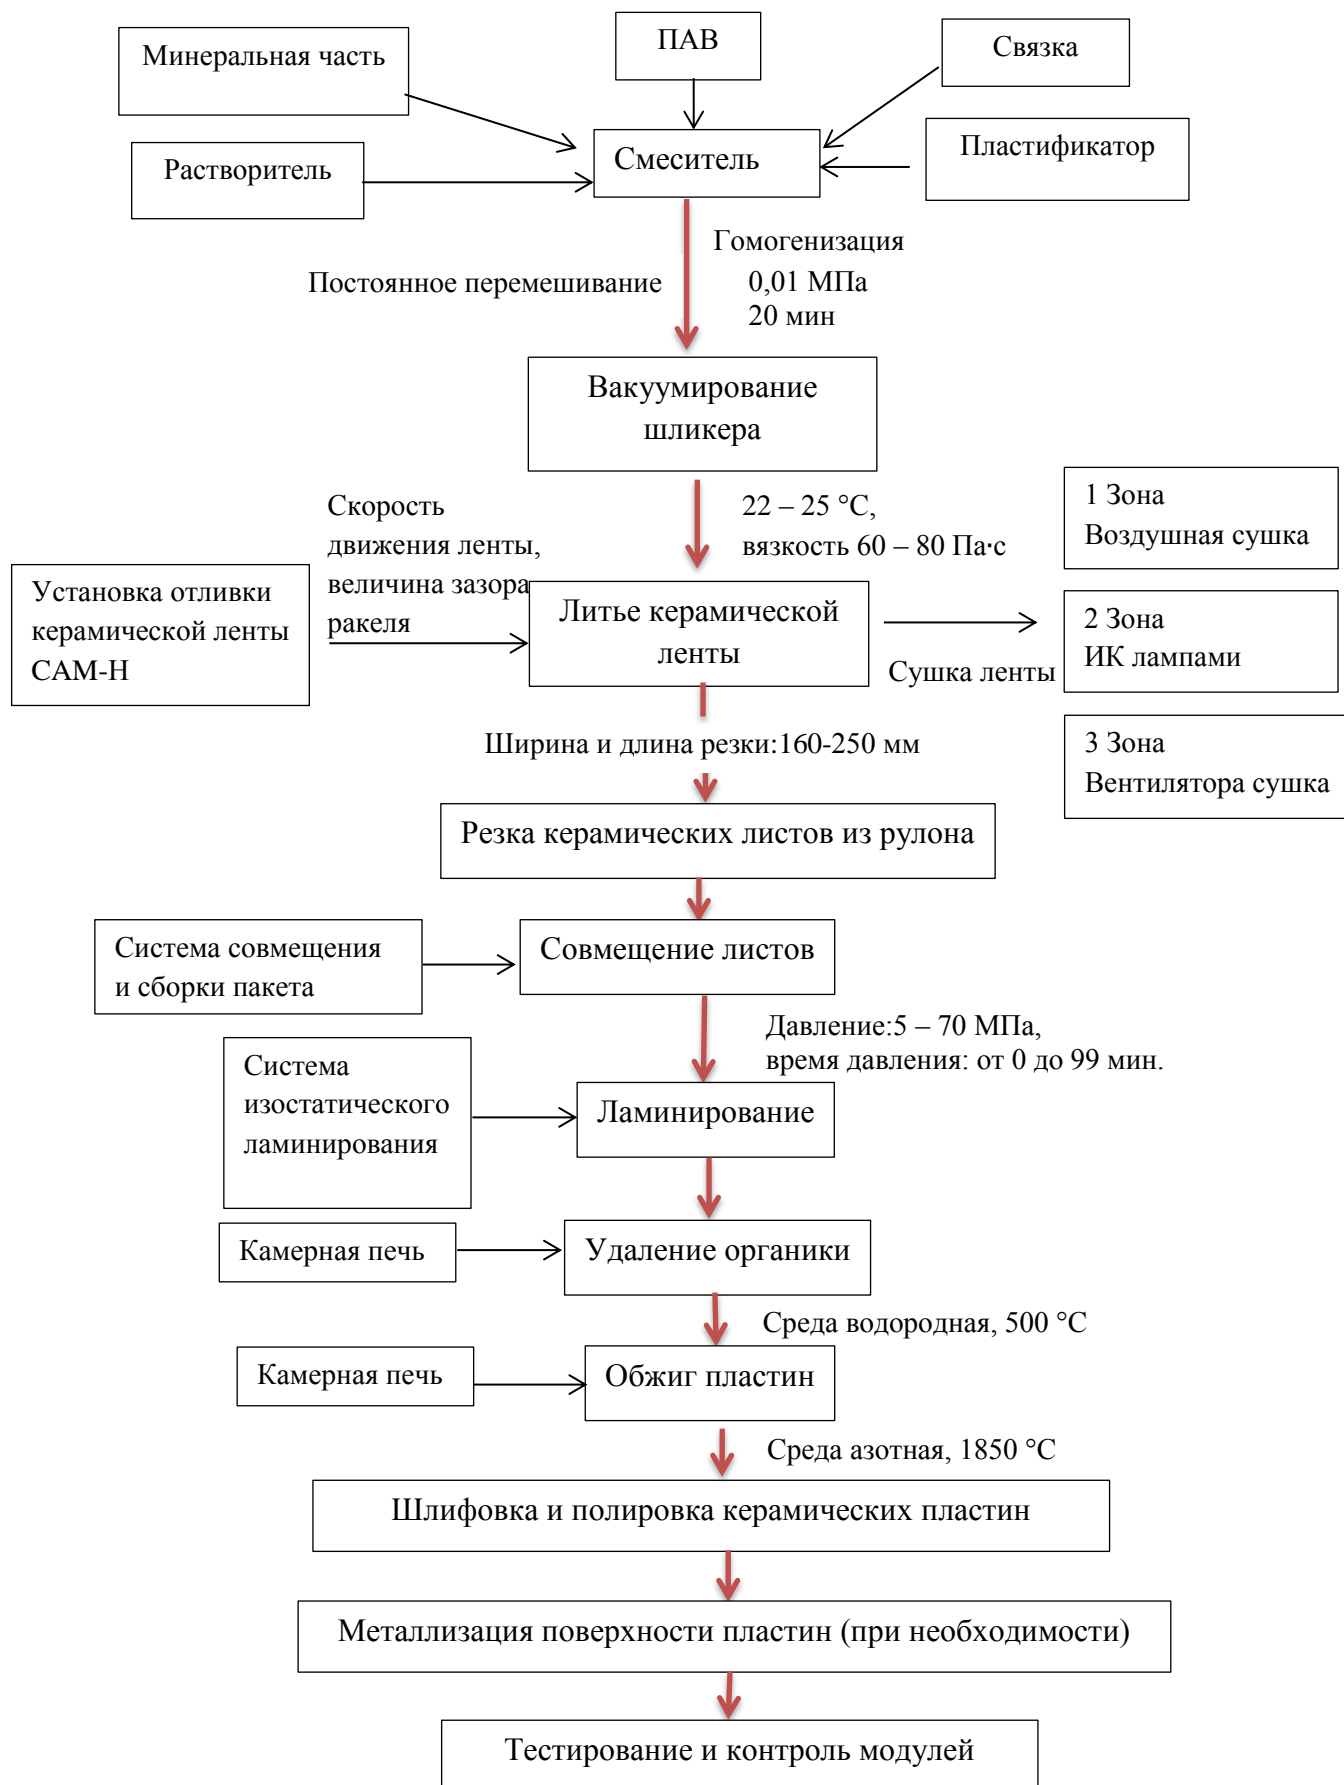 ПАВ
Связка
Минеральная часть
Растворитель
Смеситель
Пластификатор
Гомогенизация
Постоянное перемешивание
0,01 МПа
20 мин
Вакуумирование
шликера
Скорость
движения ленты,
величина зазора
ракеля
22 – 25 °С,
вязкость 60 – 80 Па·с
1 Зона
Воздушная сушка
Установка отливки
керамической ленты
САМ-Н
Литье керамической
ленты
Сушка ленты
2 Зона
ИК лампами
3 Зона
Вентилятора сушка
Ширина и длина резки:160-250 мм
Резка керамических листов из рулона
Система совмещения
и сборки пакета
Совмещение листов
Давление:5 – 70 МПа,
время давления: от 0 до 99 мин.
Система
изостатического
ламинирования
Ламинирование
Камерная печь
Удаление органики
Среда водородная, 500 °С
Камерная печь
Обжиг пластин
Среда азотная, 1850 °С
Шлифовка и полировка керамических пластин
Металлизация поверхности пластин (при необходимости)
Тестирование и контроль модулей